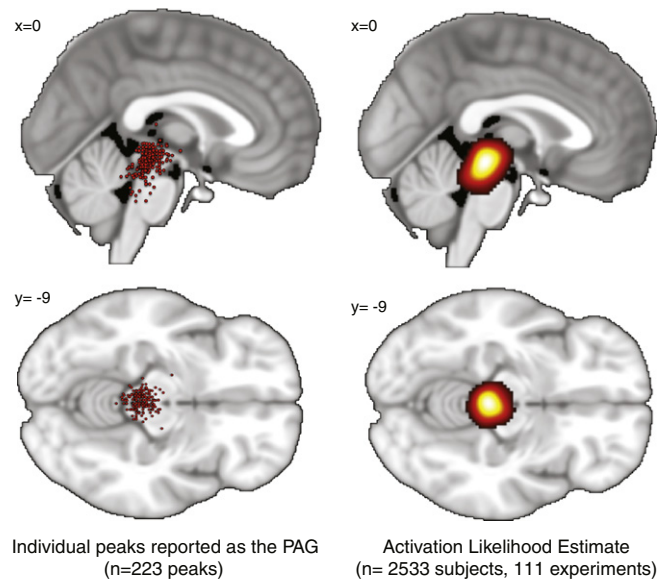 x=0
x=0
y= -9
y= -9
Individual peaks reported as the PAG
(n=223 peaks)
Activation Likelihood Estimate
(n= 2533 subjects, 111 experiments)